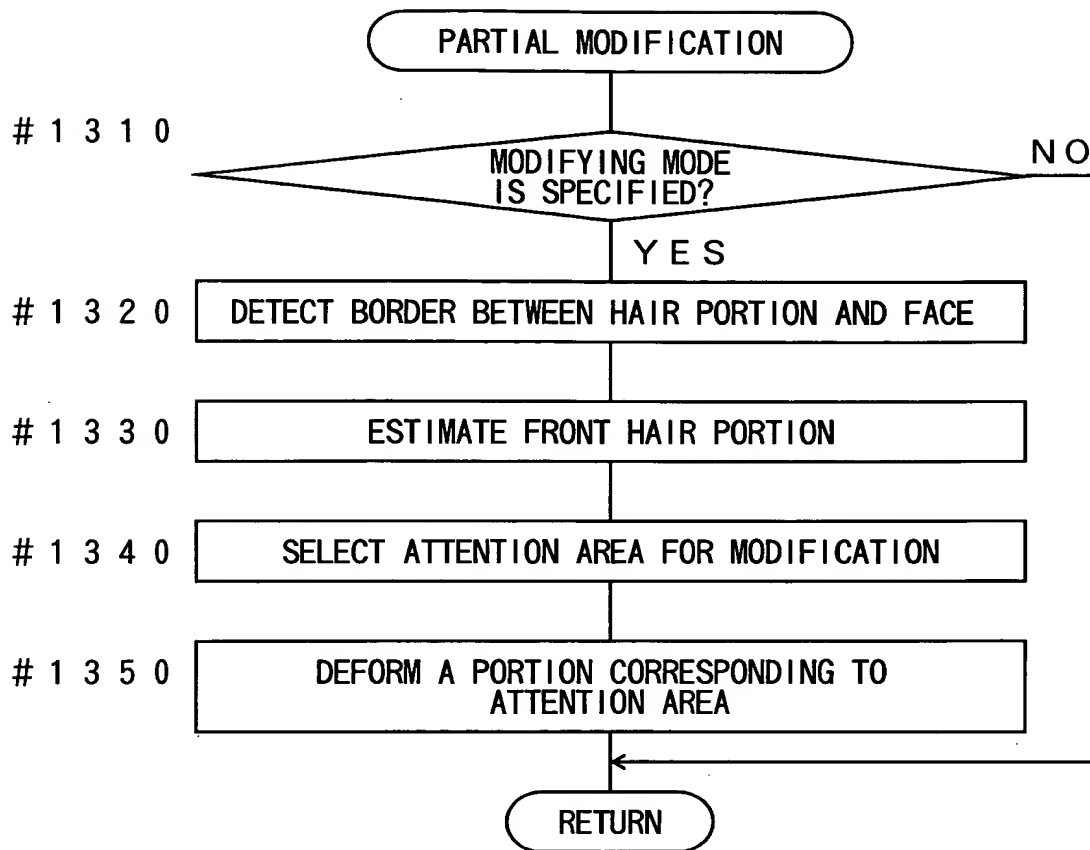 PARTIAL MODIFICATION
#1310
MODIFYING MODE
IS SPECIFIED?
NO
YES
#1320
DETECT BORDER BETWEEN HAIR PORTION AND FACE
#1330
ESTIMATE FRONT HAIR PORTION
#1340
SELECT ATTENTION AREA FOR MODIFICATION
#1350
DEFORM A PORTION CORRESPONDING TO
ATTENTION AREA
RETURN